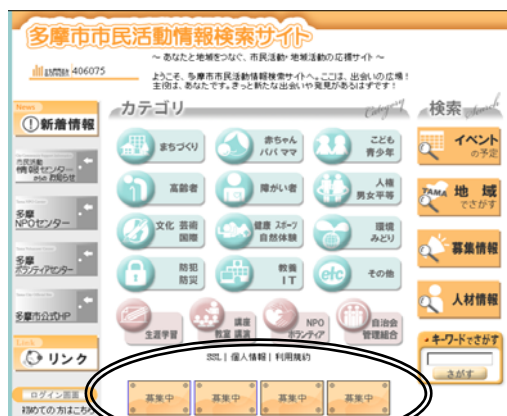 多摩市市民活動情報検索サイト
～ あなたと地域をつなぐ、市民活動・地域活動の応援サイト ～
406075
ようこそ、多摩市市民活動情報検索サイトへ。ここは、出会いの広場！
主役は、あなたです。きっと新たな出会いや発見があるはずです！
News
新着情報
市民活動
情報センター
からの お知らせ
多摩
NPOセンター
多摩
ボランティアセンター
多摩市公式HP
Link
リンク
ログイン画面
初めての方はこちら
カテゴリ
Category
まちづくり
赤ちゃん
パパ ママ
こども
青少年
高齢者
障がい者
人権
男女平等
文化 芸術
国際
健康 スポーツ
自然体験
環境
みどり
防犯
防災
教養
IT
etc
その他
生涯学習
講座
教室 講演
NPO
ボランティア
自治会
管理組合
SSL | 個人情報 | 利用規約
募集中
募集中
募集中
募集中
検索
Search
イベント
の予定
TAMA
地域
でさがす
募集情報
人材情報
キーワードでさがす
さがす